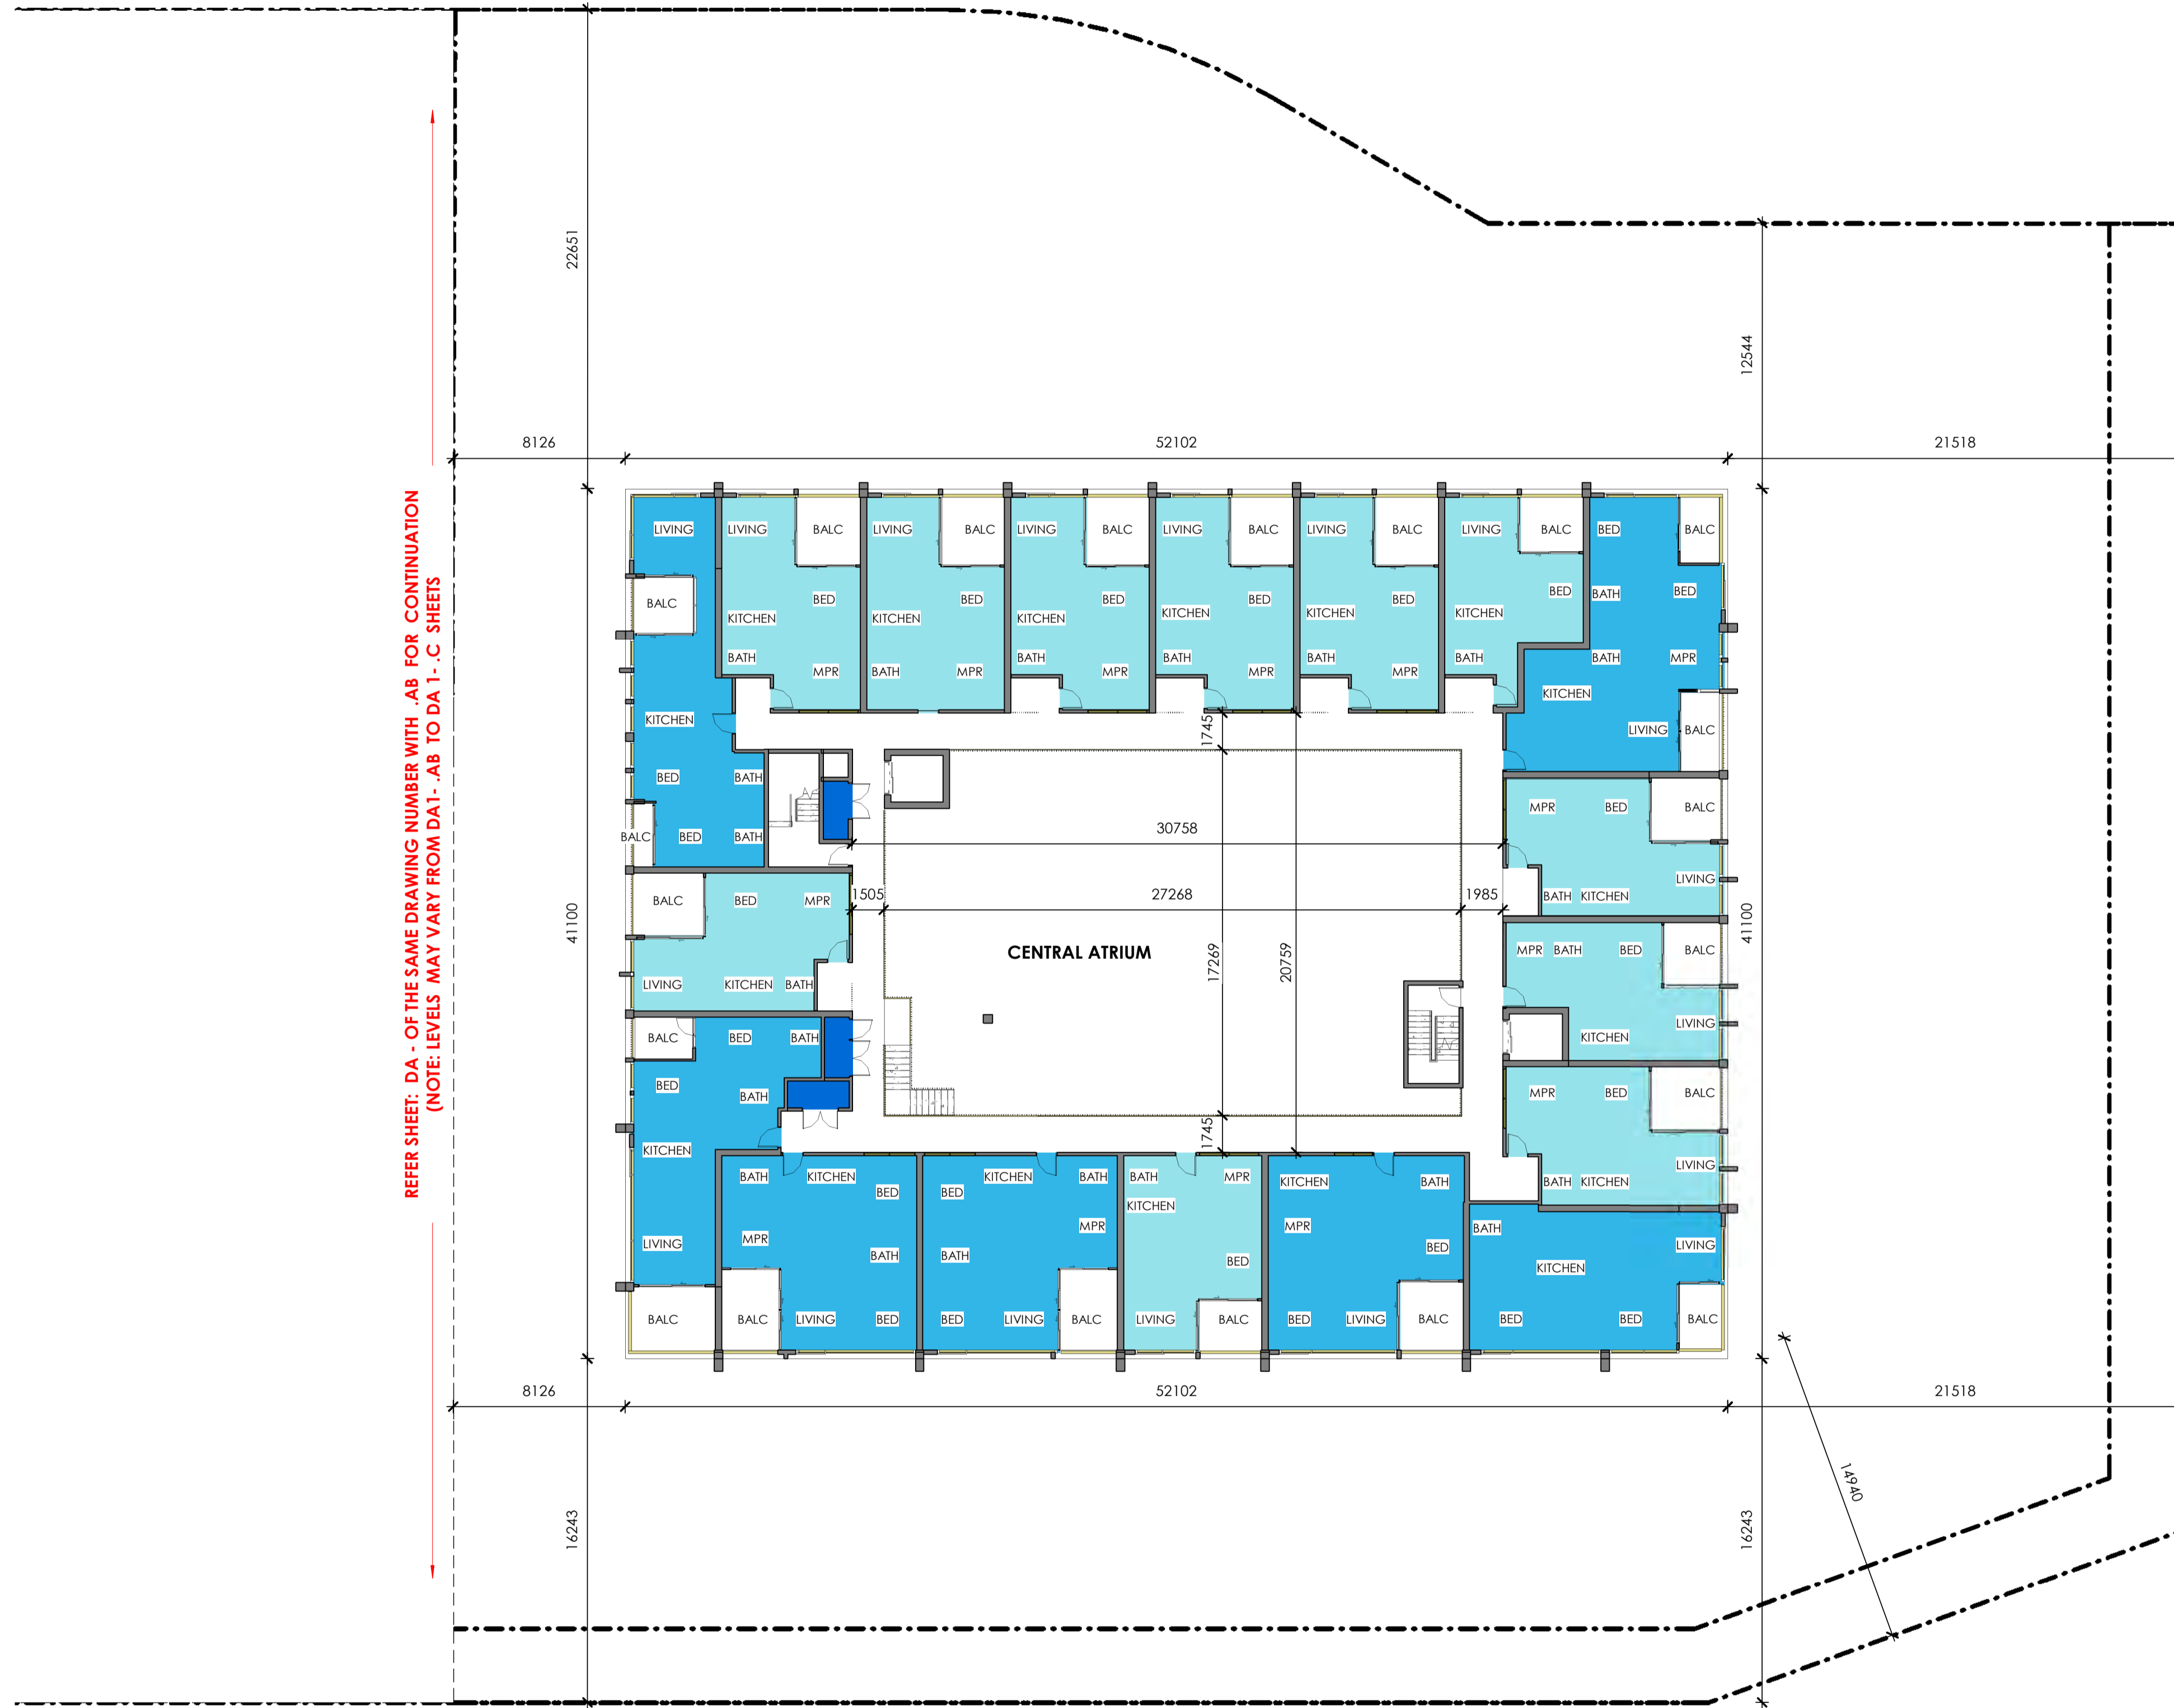 REFER SHEET: DA - OF THE SAME DRAWING NUMBER WITH .AB FOR CONTINUATION
(NOTE: LEVELS MAY VARY FROM DA1- .AB TO DA 1- .C SHEETS
22651
12544
8126
52102
21518
LIVING
LIVING
BALC
LIVING
BALC
LIVING
BALC
LIVING
BALC
LIVING
BALC
LIVING
BALC
BED
BALC
BALC
BED
BED
BED
BED
BED
BED
BATH
BED
KITCHEN
KITCHEN
KITCHEN
KITCHEN
KITCHEN
KITCHEN
BATH
MPR
BATH
MPR
BATH
MPR
BATH
MPR
BATH
MPR
BATH
BATH
MPR
KITCHEN
KITCHEN
LIVING
BALC
1745
BED
BATH
BALC
BED
BATH
MPR
BED
BALC
30758
LIVING
BATH
KITCHEN
BALC
BED
MPR
1505
27268
1985
41100
41100
CENTRAL ATRIUM
17269
20759
MPR
BATH
BED
BALC
LIVING
KITCHEN
BATH
LIVING
KITCHEN
BALC
BED
BATH
BED
BATH
KITCHEN
LIVING
BALC
MPR
BED
BALC
LIVING
BATH
KITCHEN
1745
BATH
KITCHEN
BED
MPR
BATH
BALC
LIVING
BED
KITCHEN
BATH
BED
MPR
BATH
BED
LIVING
BALC
BATH
MPR
KITCHEN
BED
LIVING
BALC
KITCHEN
BATH
MPR
BED
BED
LIVING
BALC
BATH
LIVING
KITCHEN
BED
BED
BALC
8126
52102
21518
14940
16243
16243